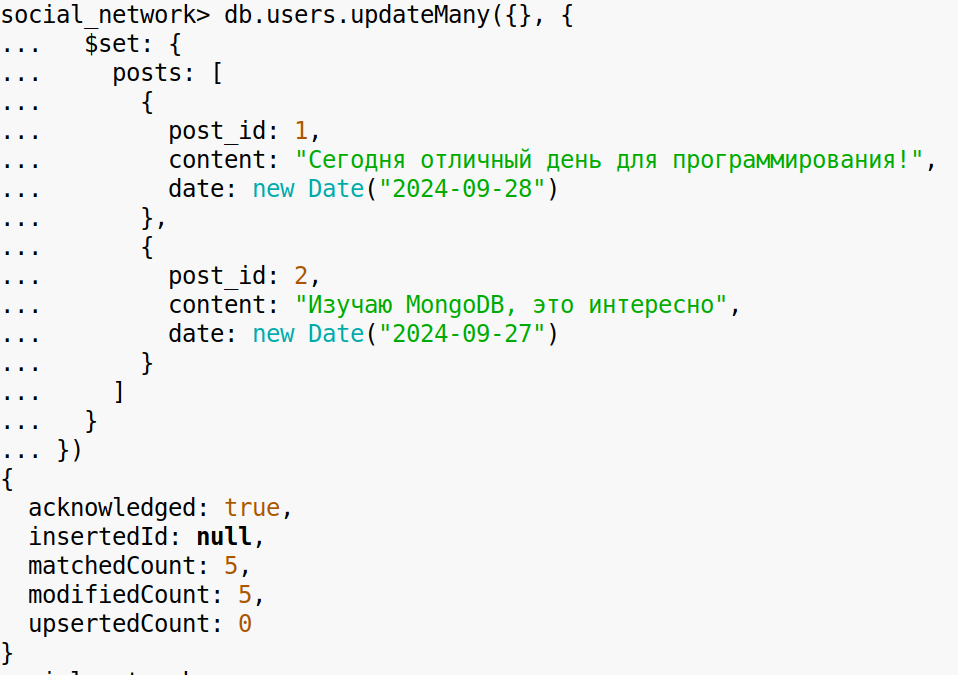 social_network> db.users.updateMany({}, {
...   $set: {
...     posts: [
...       {
...         post_id: 1,
...         content: "Сегодня отличный день для программирования!",
...         date: new Date("2024-09-28")
...       },
...       {
...         post_id: 2,
...         content: "Изучаю MongoDB, это интересно",
...         date: new Date("2024-09-27")
...       }
...     ]
...   }
... })
{
  acknowledged: true,
  insertedId: null,
  matchedCount: 5,
  modifiedCount: 5,
  upsertedCount: 0
}